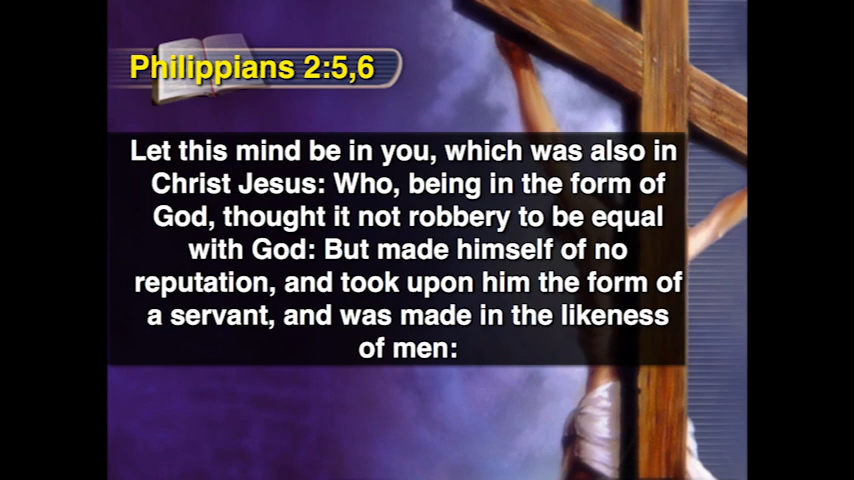 Philippians 2:5,6
Let this mind be in you, which was also in
Christ Jesus: Who, being in the form of
God, thought it not robbery to be equal
with God: But made himself of no
reputation, and took upon him the form of
a servant, and was made in the likeness
of men: